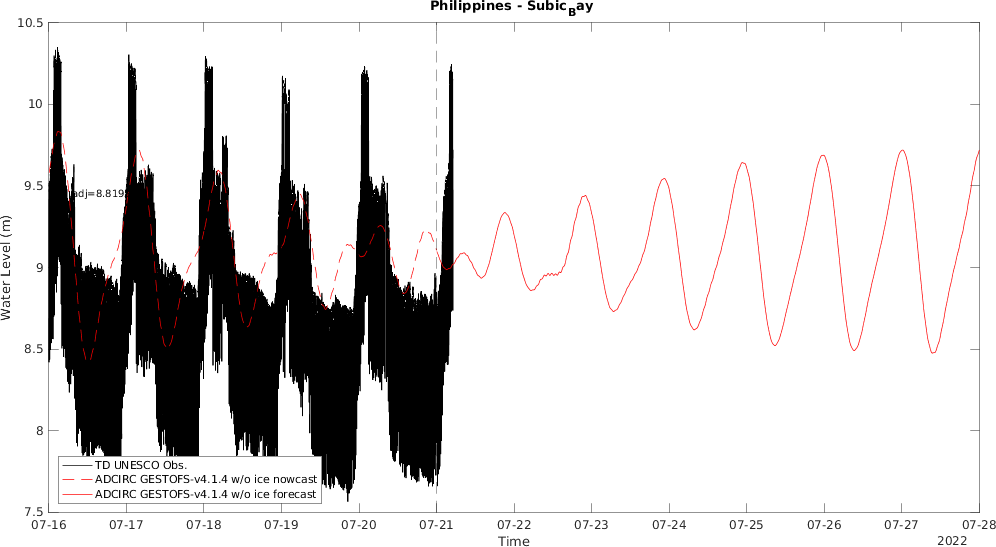 Philippines - Subic_Bay
10.5
10
9.5
9
8.5
8
7.5
Water Level (m)
adj=8.819
TD UNESCO Obs.
ADCIRC GESTOFS-v4.1.4 w/o ice nowcast
ADCIRC GESTOFS-v4.1.4 w/o ice forecast
07-16 07-17 07-18 07-19 07-20 07-21 07-22 07-23 07-24 07-25 07-26 07-27 07-28
Time
2022